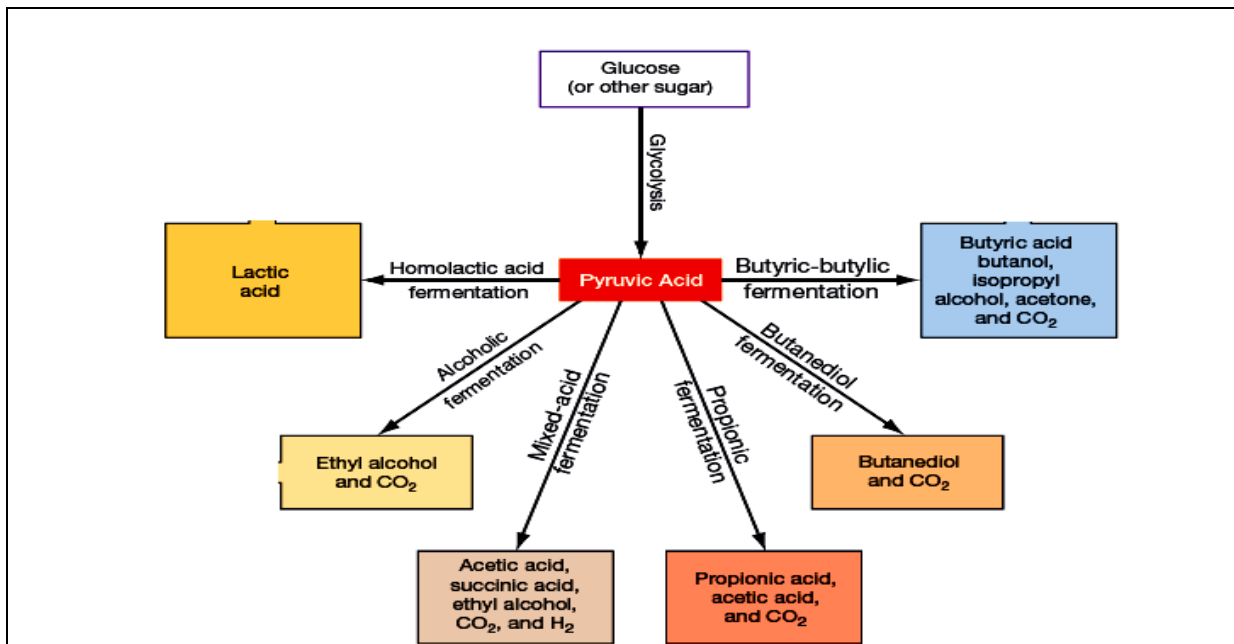 Glucose
(or other sugar)
Glycolysis
Lactic
acid
Homolactic acid
fermentation
Pyruvic Acid
Butyric-butylic
fermentation
Butyric acid
butanol,
isopropyl
alcohol, acetone,
and CO₂
Alcoholic
fermentation
Mixed-acid
fermentation
Propionic
fermentation
Butanediol
fermentation
Ethyl alcohol
and CO₂
Butanediol
and CO₂
Acetic acid,
succinic acid,
ethyl alcohol,
CO₂, and H₂
Propionic acid,
acetic acid,
and CO₂